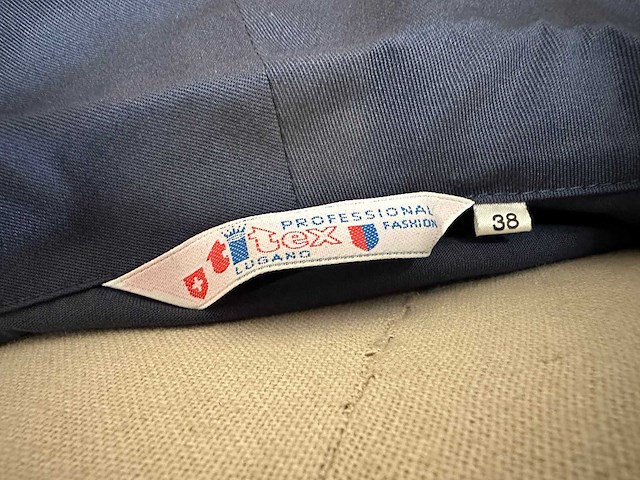 PROFESSIONAL
tex
FASHION
LUGANO
38